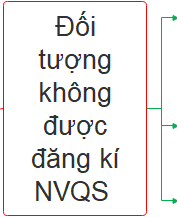 Đối
tượng
không
được
đăng kí
NVQS